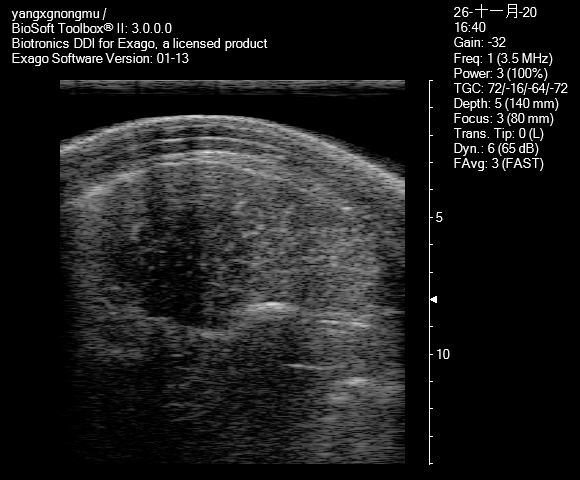 yangxgnongmu /
BioSoft Toolbox® II: 3.0.0.0
Biotronics DDI for Exago, a licensed product
Exago Software Version: 01-13
26-十一月-20
16:40
Gain: -32
Freq: 1 (3.5 MHz)
Power: 3 (100%)
TGC: 72/-16/-64/-72
Depth: 5 (140 mm)
Focus: 3 (80 mm)
Trans. Tip: 0 (L)
Dyn.: 6 (65 dB)
FAvg: 3 (FAST)
5
10